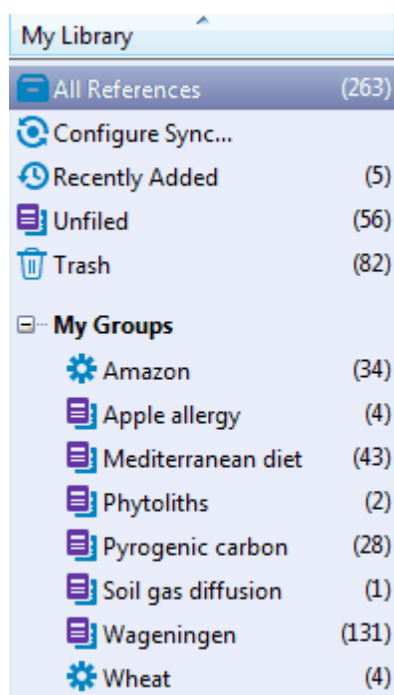 My Library
All References (263)
Configure Sync...
Recently Added (5)
Unfiled (56)
Trash (82)
My Groups
Amazon (34)
Apple allergy (4)
Mediterranean diet (43)
Phytoliths (2)
Pyrogenic carbon (28)
Soil gas diffusion (1)
Wageningen (131)
Wheat (4)